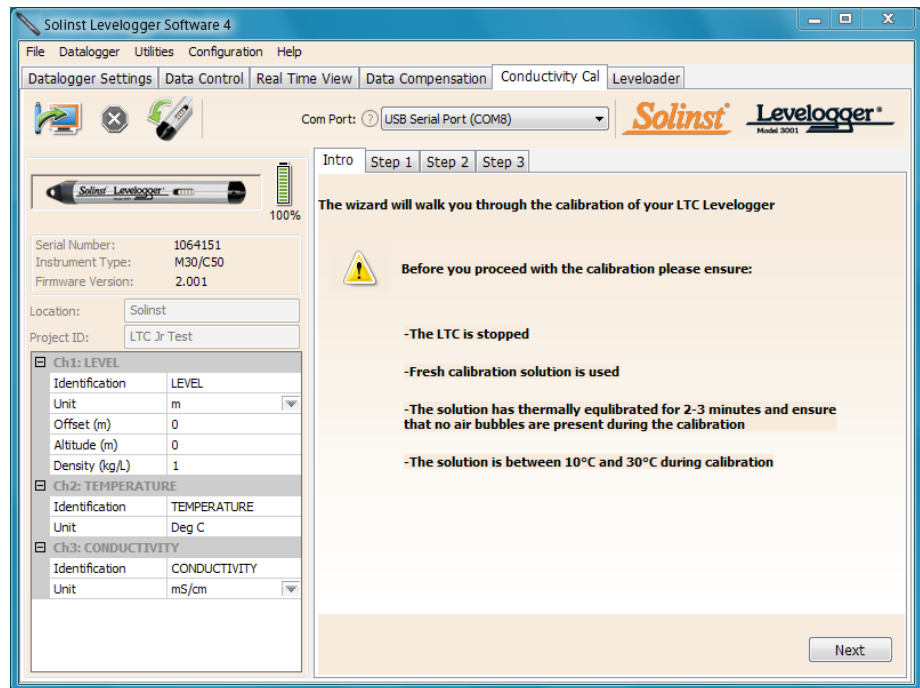 Solinst Levelogger Software 4
File Datalogger Utilities Configuration Help
Datalogger Settings Data Control Real Time View Data Compensation Conductivity Cal Leveloader
Com Port: ? USB Serial Port (COM8)
Solinst Levelogger
Model 3001
Solinst Levelogger
100%
Serial Number: 1064151
Instrument Type: M30/C50
Firmware Version: 2.001
Location: Solinst
Project ID: LTC Jr Test
Ch1: LEVEL
Identification LEVEL
Unit m
Offset (m) 0
Altitude (m) 0
Density (kg/L) 1
Ch2: TEMPERATURE
Identification TEMPERATURE
Unit Deg C
Ch3: CONDUCTIVITY
Identification CONDUCTIVITY
Unit mS/cm
Intro Step 1 Step 2 Step 3
The wizard will walk you through the calibration of your LTC Levelogger
Before you proceed with the calibration please ensure:
-The LTC is stopped
-Fresh calibration solution is used
-The solution has thermally equlibrated for 2-3 minutes and ensure
that no air bubbles are present during the calibration
-The solution is between 10°C and 30°C during calibration
Next